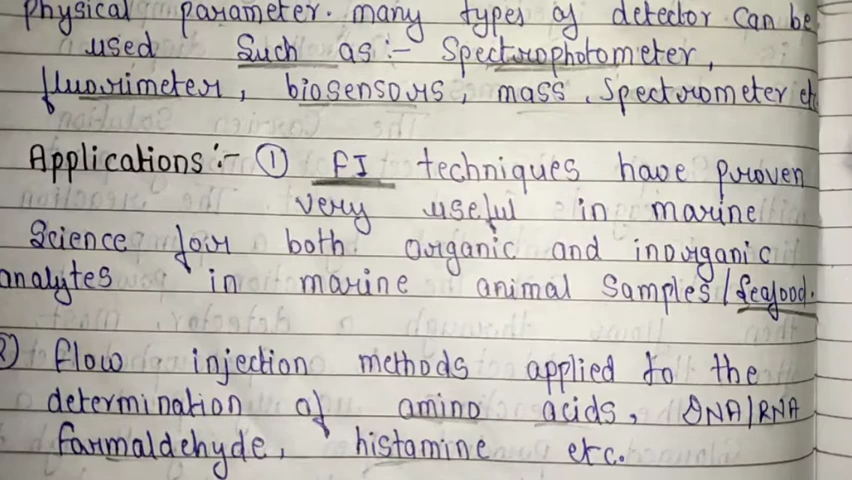 physical parameter. many types of detector can be
used Such as :- Spectrophotometer,
fluorimeter, biosensors, mass Spectrometer etc
Applications :- ① FI techniques have proven
very useful in marine
Science for both organic and inorganic
analytes in marine animal Samples / Seafood.
② flow injection methods applied to the
determination of amino acids, DNA/RNA
farmaldehyde, histamine etc.